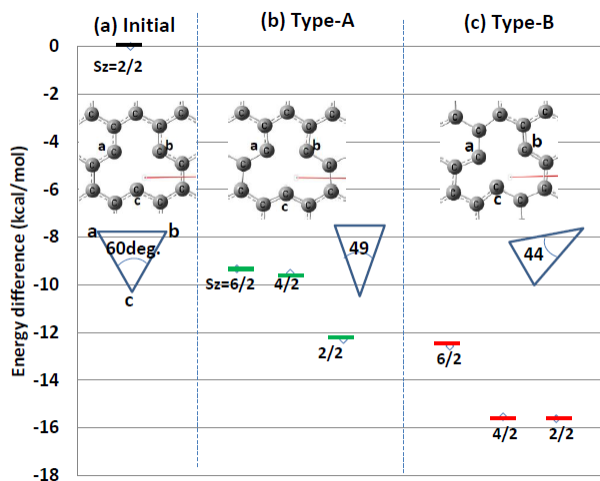 (a) Initial
(b) Type-A
(c) Type-B
Energy difference (kcal/mol)
0
-2
-4
-6
-8
-10
-12
-14
-16
-18
Sz=2/2
a
b
c
a
b
60deg.
c
a
b
c
49
Sz=6/2
4/2
2/2
a
b
c
44
6/2
4/2
2/2